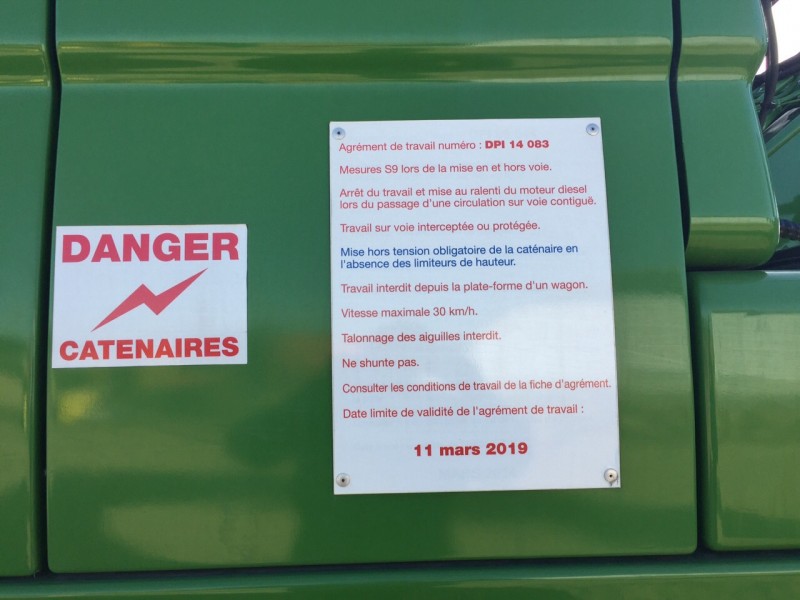 DANGER
CATENAIRES
Agrément de travail numéro : DPI 14 083
Mesures S9 lors de la mise en et hors voie.
Arrêt du travail et mise au ralenti du moteur diesel
lors du passage d'une circulation sur voie contiguë.
Travail sur voie interceptée ou protégée.
Mise hors tension obligatoire de la caténaire en
l'absence des limiteurs de hauteur.
Travail interdit depuis la plate-forme d'un wagon.
Vitesse maximale 30 km/h.
Talonnage des aiguilles interdit.
Ne shunte pas.
Consulter les conditions de travail de la fiche d'agrément.
Date limite de validité de l'agrément de travail :
11 mars 2019